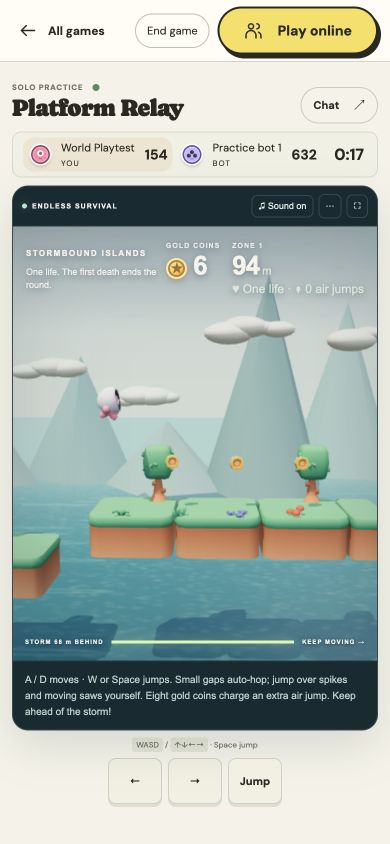 ← All games
End game
Play online
SOLO PRACTICE
Platform Relay
Chat ↗
World Playtest
YOU
154
Practice bot 1
BOT
632
0:17
ENDLESS SURVIVAL
♫ Sound on
···
STORMBOUND ISLANDS
One life. The first death ends the
round.
GOLD COINS
6
ZONE 1
94 m
♥ One life · ♦ 0 air jumps
STORM 68 m BEHIND
KEEP MOVING →
A / D moves · W or Space jumps. Small gaps auto-hop; jump over spikes
and moving saws yourself. Eight gold coins charge an extra air jump. Keep
ahead of the storm!
WASD / ↑↓←→ · Space jump
← → Jump